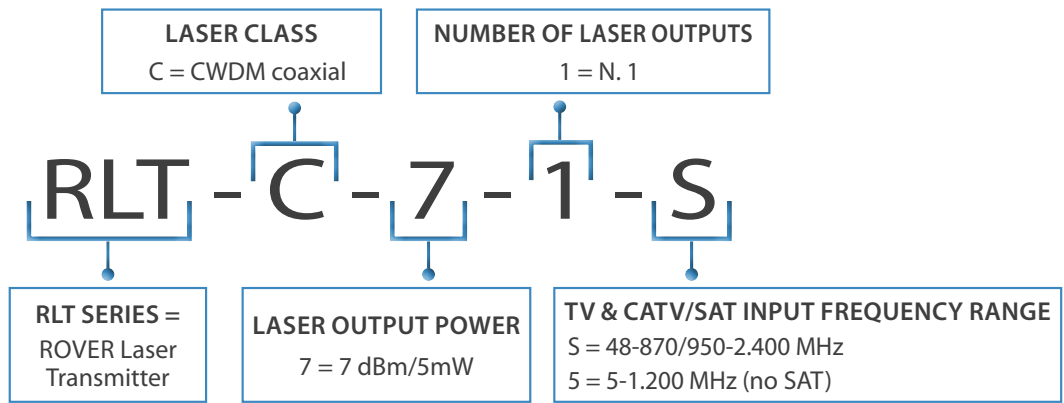 LASER CLASS
C = CWDM coaxial
NUMBER OF LASER OUTPUTS
1 = N. 1
RLT - C - 7 - 1 - S
RLT SERIES =
ROVER Laser
Transmitter
LASER OUTPUT POWER
7 = 7 dBm/5mW
TV & CATV/SAT INPUT FREQUENCY RANGE
S = 48-870/950-2.400 MHz
5 = 5-1.200 MHz (no SAT)